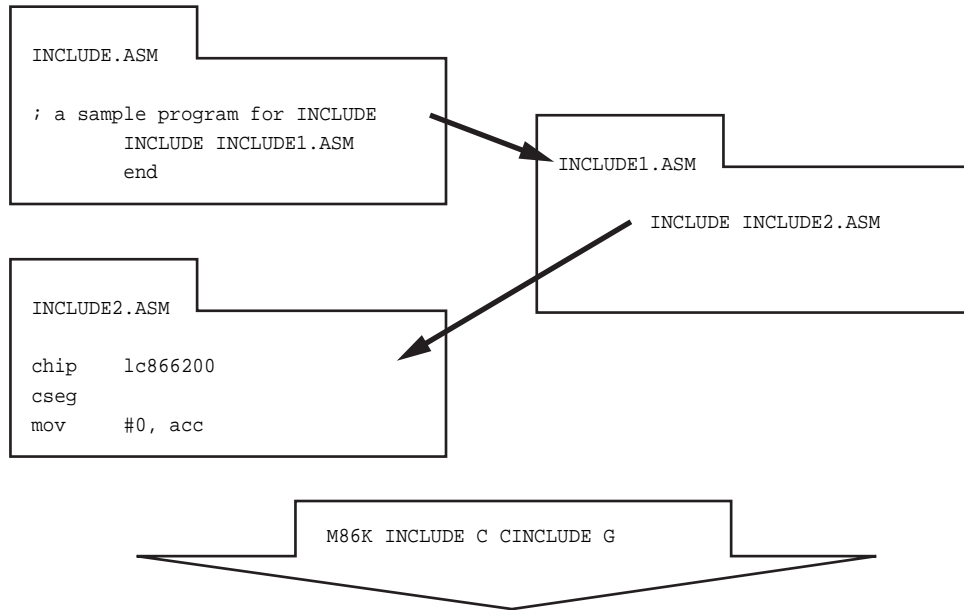 INCLUDE.ASM
; a sample program for INCLUDE
INCLUDE INCLUDE1.ASM
end
INCLUDE1.ASM
INCLUDE INCLUDE2.ASM
INCLUDE2.ASM
chip lc866200
cseg
mov #0, acc
M86K INCLUDE C CINCLUDE G